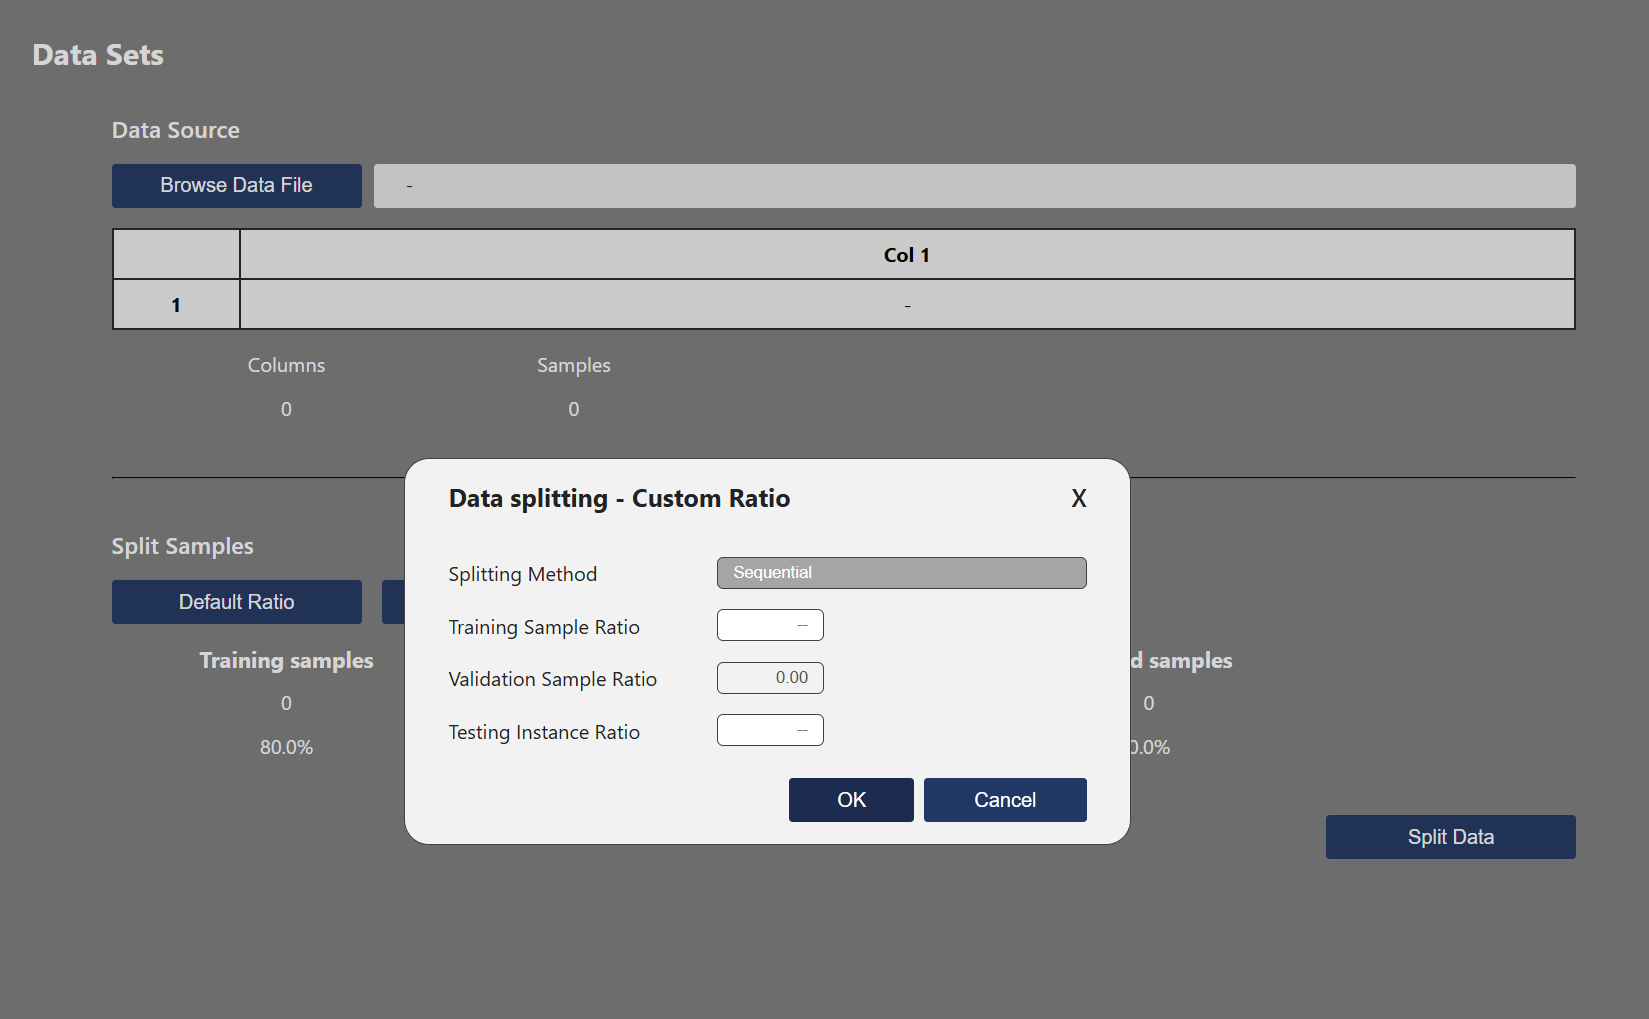 Data Sets
Data Source
Browse Data File -
Col 1
1 -
Columns Samples
0 0
Data splitting - Custom Ratio X
Splitting Method Sequential
Training Sample Ratio --
Validation Sample Ratio 0.00
Testing Instance Ratio --
OK Cancel
Split Samples
Default Ratio
Training samples d samples
0 0
80.0% 0.0%
Split Data